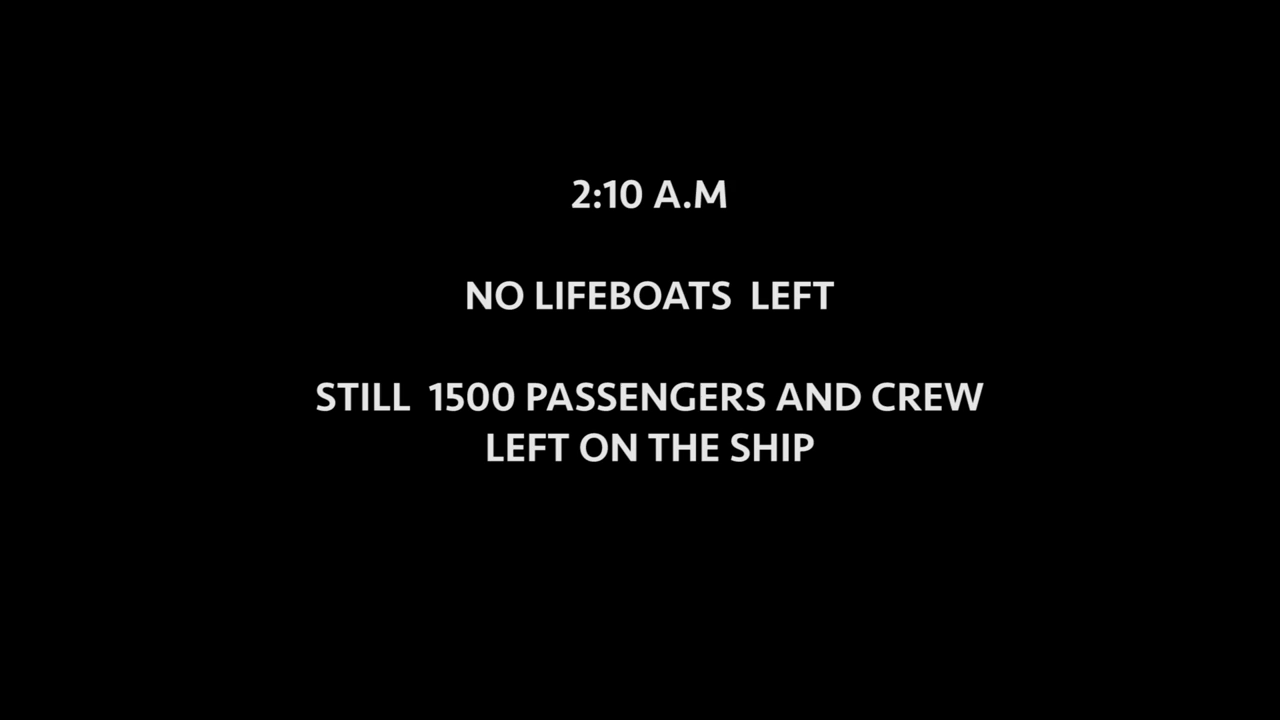 2:10 A.M
NO LIFEBOATS  LEFT
STILL  1500 PASSENGERS AND CREW
LEFT ON THE SHIP